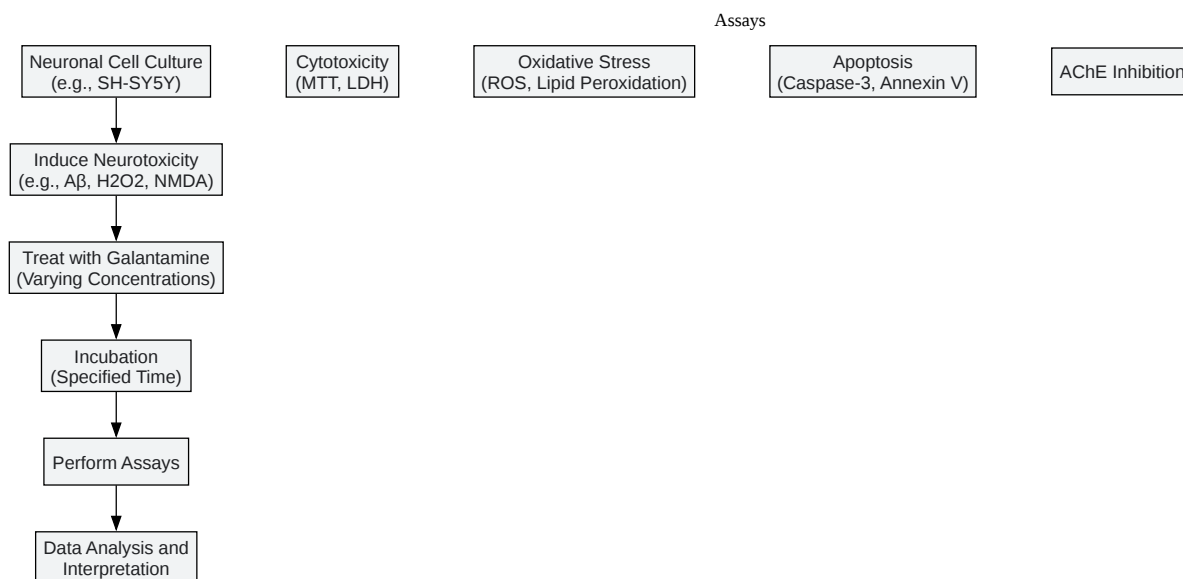 Assays
Neuronal Cell Culture
(e.g., SH-SY5Y)
Cytotoxicity
(MTT, LDH)
Oxidative Stress
(ROS, Lipid Peroxidation)
Apoptosis
(Caspase-3, Annexin V)
AChE Inhibition
Induce Neurotoxicity
(e.g., Aβ, H2O2, NMDA)
Treat with Galantamine
(Varying Concentrations)
Incubation
(Specified Time)
Perform Assays
Data Analysis and
Interpretation